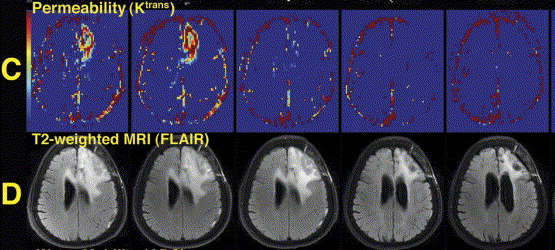 Permeability (Ktrans)
C
T2-weighted MRI (FLAIR)
D